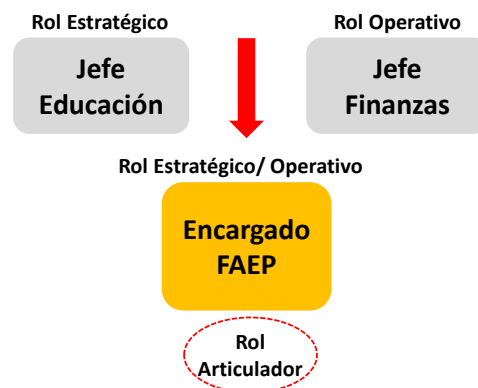 Rol Estratégico
Jefe
Educación
Rol Operativo
Jefe
Finanzas
Rol Estratégico/ Operativo
Encargado
FAEP
Rol
Articulador